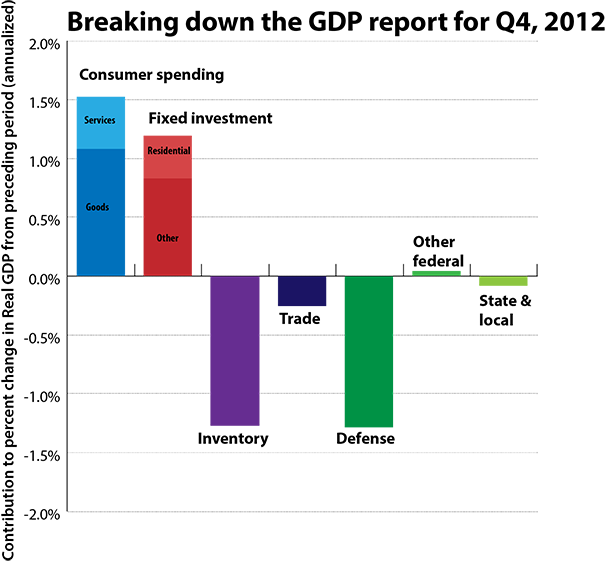 Breaking down the GDP report for Q4, 2012
Contribution to percent change in Real GDP from preceding period (annualized)
2.0%
1.5%
1.0%
0.5%
0.0%
-0.5%
-1.0%
-1.5%
-2.0%
Consumer spending
Services
Goods
Fixed investment
Residential
Other
Inventory
Trade
Defense
Other
federal
State &
local